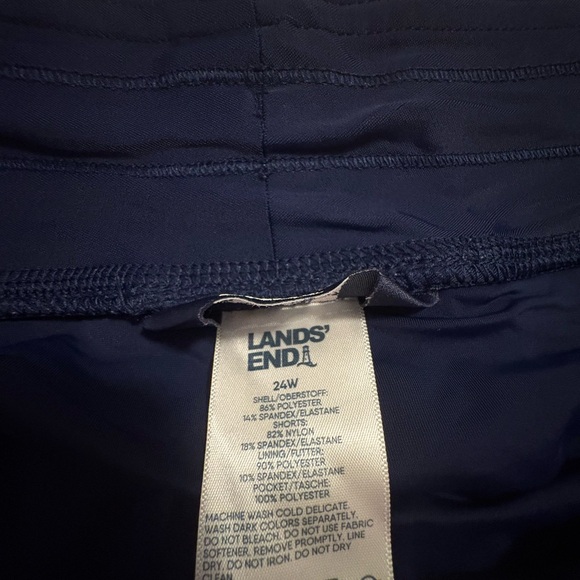 LANDS'
END
24W
SHELL/OBERSTOFF:
86% POLYESTER
14% SPANDEX/ELASTANE
SHORTS:
82% NYLON
18% SPANDEX/ELASTANE
LINING/FUTTER:
90% POLYESTER
10% SPANDEX/ELASTANE
POCKET/TASCHE:
100% POLYESTER
MACHINE WASH COLD DELICATE.
WASH DARK COLORS SEPARATELY.
DO NOT BLEACH. DO NOT USE FABRIC
SOFTENER. REMOVE PROMPTLY. LINE
DRY. DO NOT IRON. DO NOT DRY
CLEAN.